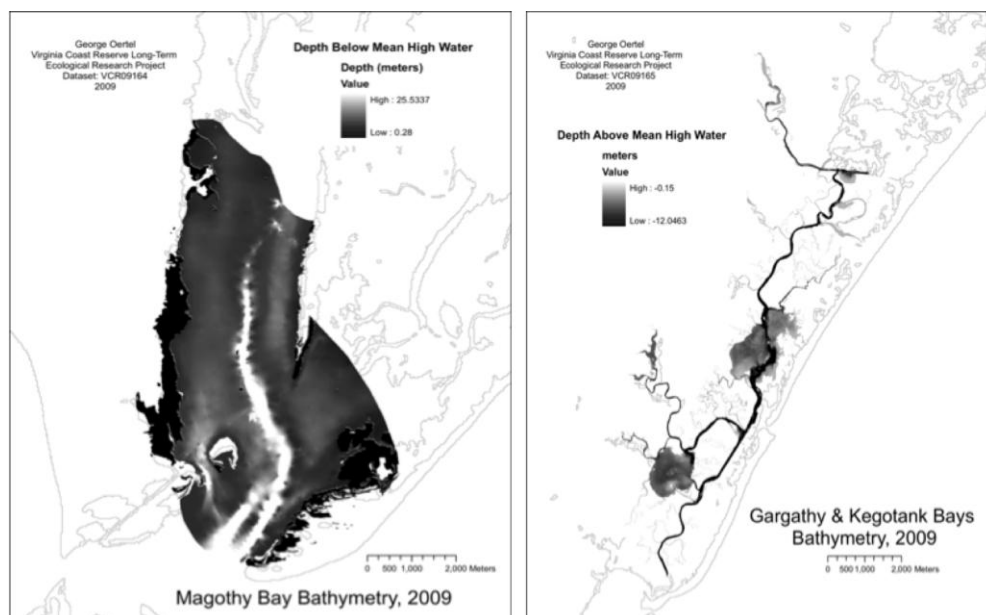 George Oertel
Virginia Coast Reserve Long-Term
Ecological Research Project
Dataset: VCR09164
2009
Depth Below Mean High Water
Depth (meters)
Value
High : 25.5337
Low : 0.28
0 500 1,000 2,000 Meters
Magothy Bay Bathymetry, 2009
George Oertel
Virginia Coast Reserve Long-Term
Ecological Research Project
Dataset: VCR09165
2009
Depth Above Mean High Water
meters
Value
High : -0.15
Low : -12.0463
Gargathy & Kegotank Bays
Bathymetry, 2009
0 500 1,000 2,000 Meters